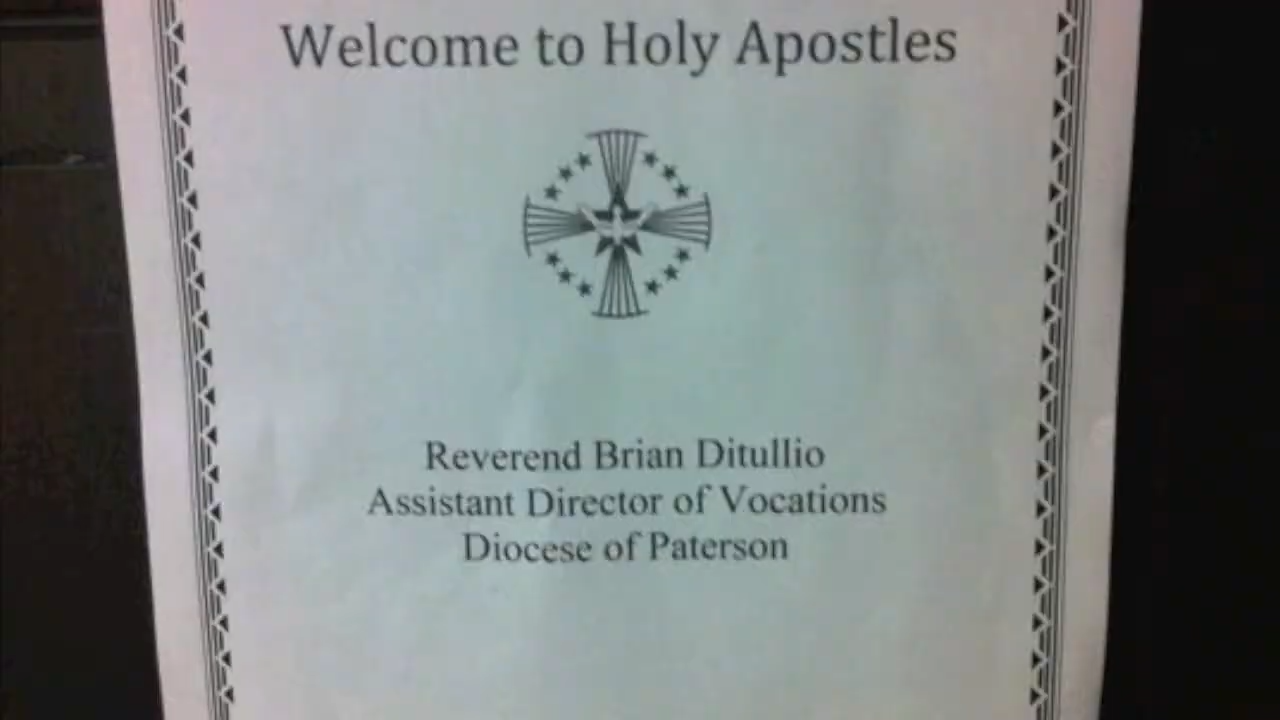 Welcome to Holy Apostles
Reverend Brian Ditullio
Assistant Director of Vocations
Diocese of Paterson